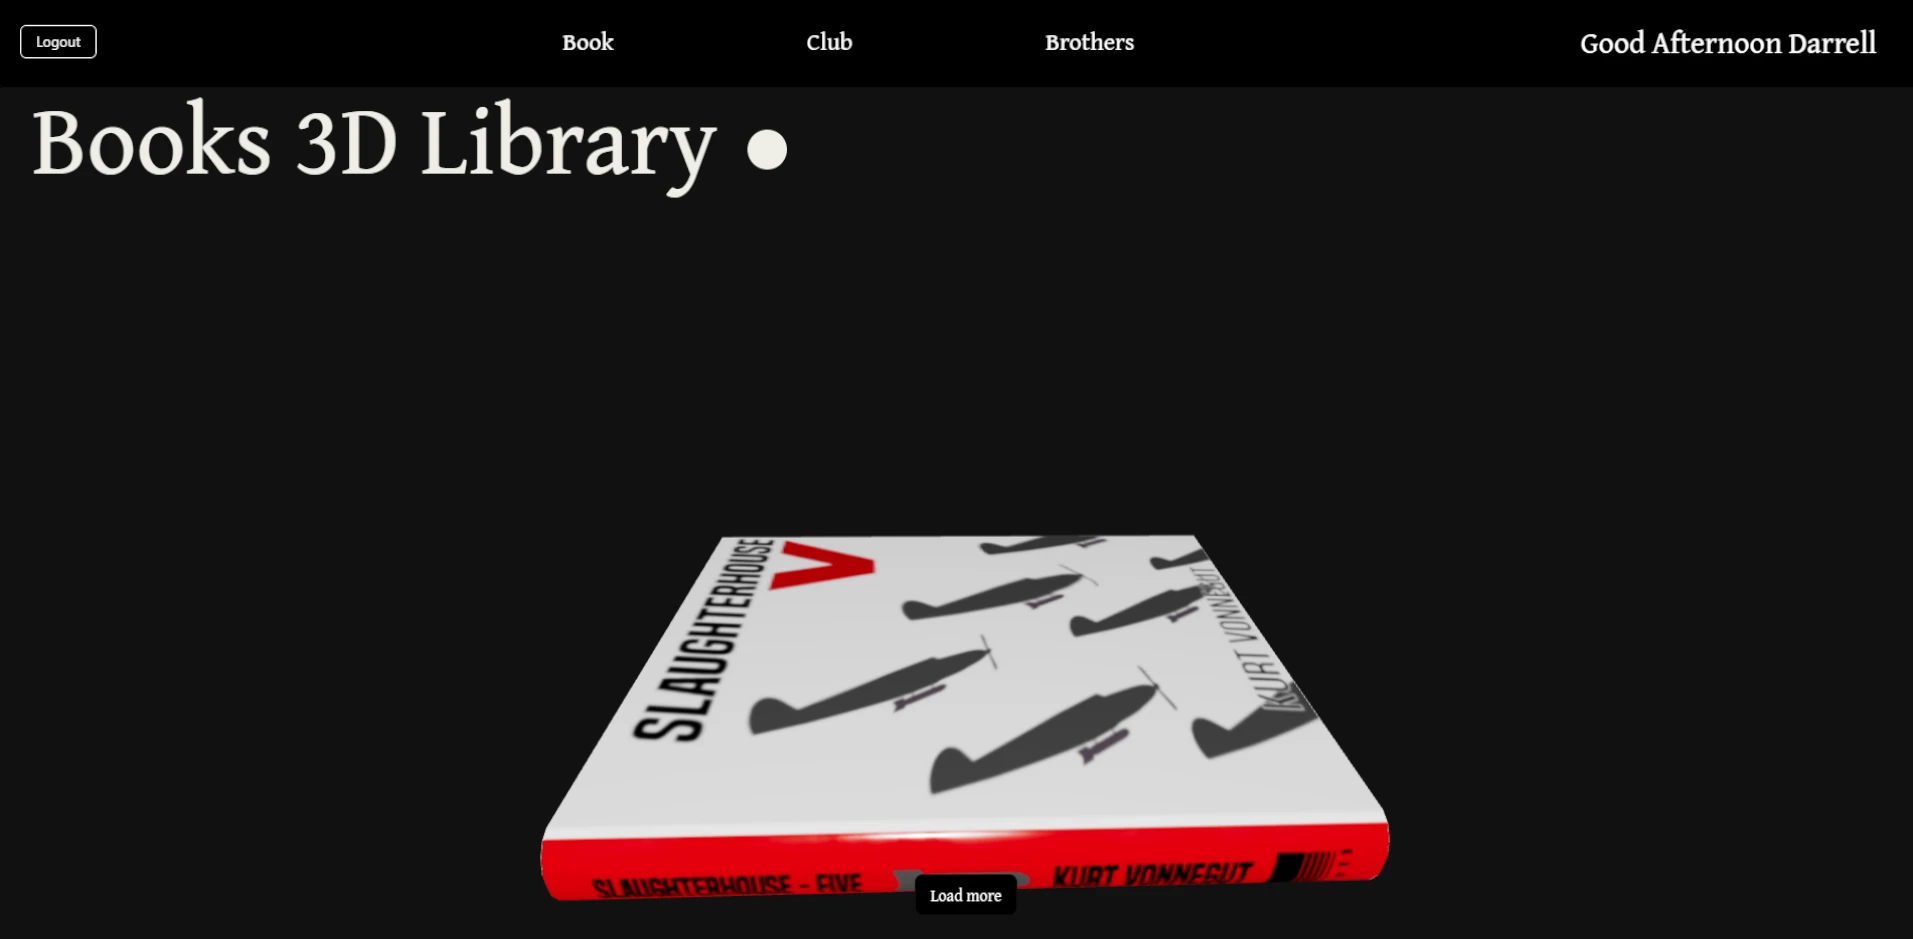 Logout
Book
Club
Brothers
Good Afternoon Darrell
Books 3D Library
SLAUGHTERHOUSE
V
KURT VONNEGUT
SLAUGHTERHOUSE - FIVE
KURT VONNEGUT
Load more